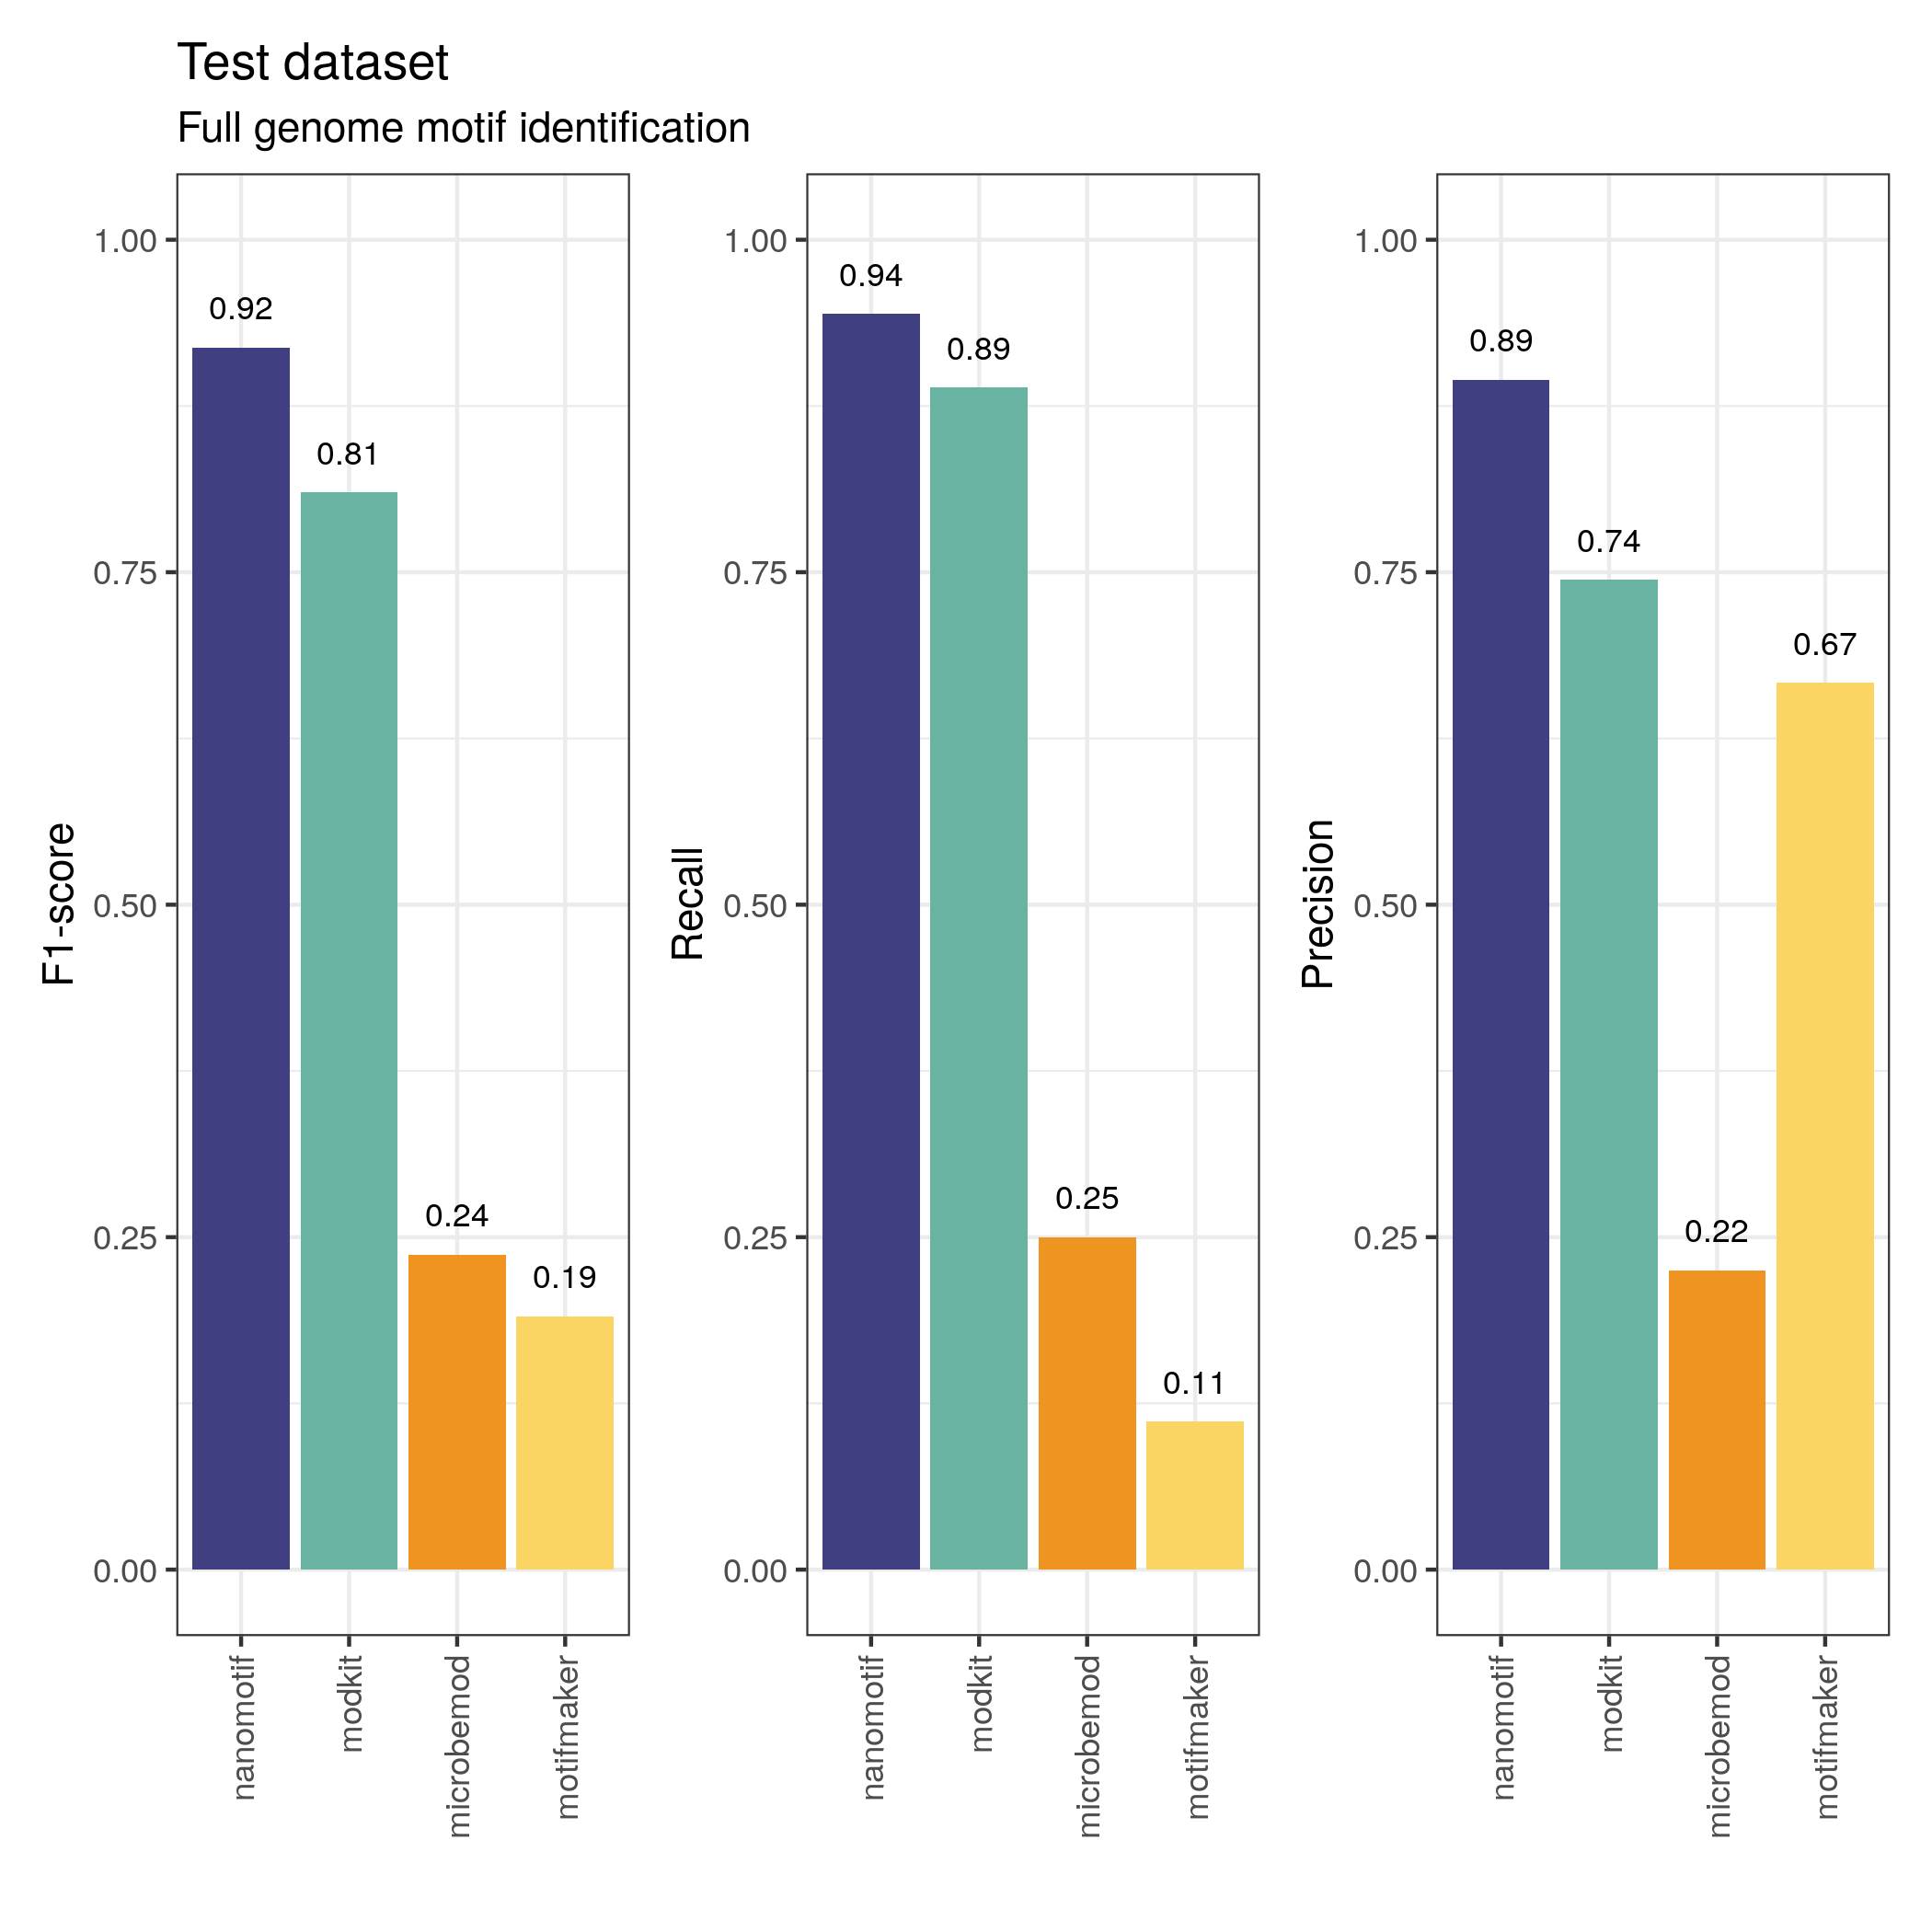 Test dataset
Full genome motif identification
F1-score
1.00
0.75
0.50
0.25
0.00
0.92
0.81
0.24
0.19
nanomotif
modkit
microbemod
motifmaker
Recall
1.00
0.75
0.50
0.25
0.00
0.94
0.89
0.25
0.11
nanomotif
modkit
microbemod
motifmaker
Precision
1.00
0.75
0.50
0.25
0.00
0.89
0.74
0.22
0.67
nanomotif
modkit
microbemod
motifmaker